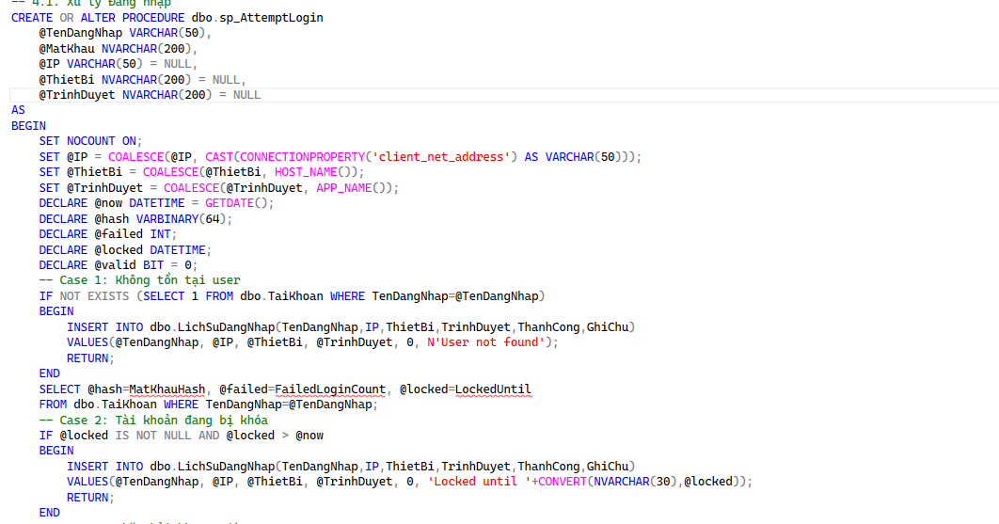 -- 4.1. Xử lý Đăng nhập
CREATE OR ALTER PROCEDURE dbo.sp_AttemptLogin
    @TenDangNhap VARCHAR(50),
    @MatKhau NVARCHAR(200),
    @IP VARCHAR(50) = NULL,
    @ThietBi NVARCHAR(200) = NULL,
    @TrinhDuyet NVARCHAR(200) = NULL
AS
BEGIN
    SET NOCOUNT ON;
    SET @IP = COALESCE(@IP, CAST(CONNECTIONPROPERTY('client_net_address') AS VARCHAR(50)));
    SET @ThietBi = COALESCE(@ThietBi, HOST_NAME());
    SET @TrinhDuyet = COALESCE(@TrinhDuyet, APP_NAME());
    DECLARE @now DATETIME = GETDATE();
    DECLARE @hash VARBINARY(64);
    DECLARE @failed INT;
    DECLARE @locked DATETIME;
    DECLARE @valid BIT = 0;
    -- Case 1: Không tồn tại user
    IF NOT EXISTS (SELECT 1 FROM dbo.TaiKhoan WHERE TenDangNhap=@TenDangNhap)
    BEGIN
        INSERT INTO dbo.LichSuDangNhap(TenDangNhap,IP,ThietBi,TrinhDuyet,ThanhCong,GhiChu)
        VALUES(@TenDangNhap, @IP, @ThietBi, @TrinhDuyet, 0, N'User not found');
        RETURN;
    END
    SELECT @hash=MatKhauHash, @failed=FailedLoginCount, @locked=LockedUntil
    FROM dbo.TaiKhoan WHERE TenDangNhap=@TenDangNhap;
    -- Case 2: Tài khoản đang bị khóa
    IF @locked IS NOT NULL AND @locked > @now
    BEGIN
        INSERT INTO dbo.LichSuDangNhap(TenDangNhap,IP,ThietBi,TrinhDuyet,ThanhCong,GhiChu)
        VALUES(@TenDangNhap, @IP, @ThietBi, @TrinhDuyet, 0, 'Locked until '+CONVERT(NVARCHAR(30),@locked));
        RETURN;
    END